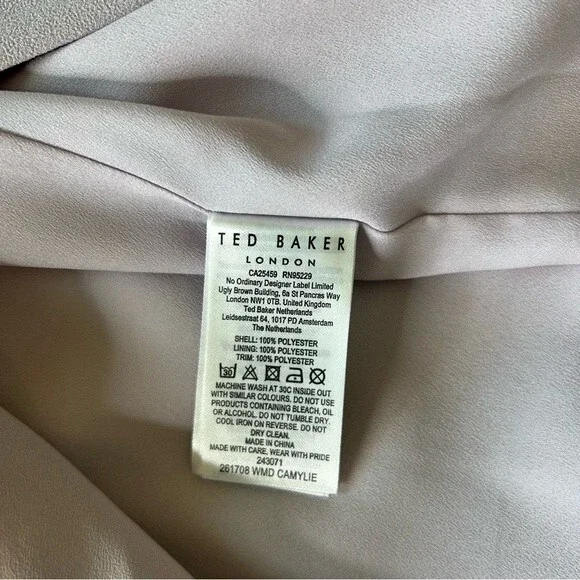 TED BAKER
LONDON
CA25459 RN95229
No Ordinary Designer Label Limited
Ugly Brown Building, 6a St Pancras Way
London NW1 0TB. United Kingdom
Ted Baker Netherlands
Leidsestraat 64, 1017 PD Amsterdam
The Netherlands
SHELL: 100% POLYESTER
LINING: 100% POLYESTER
TRIM: 100% POLYESTER
30
MACHINE WASH AT 30C INSIDE OUT
WITH SIMILAR COLOURS. DO NOT USE
PRODUCTS CONTAINING BLEACH, OIL
OR ALCOHOL. DO NOT TUMBLE DRY.
COOL IRON ON REVERSE. DO NOT
DRY CLEAN.
MADE IN CHINA
MADE WITH CARE, WEAR WITH PRIDE
243071
261708 WMD CAMYLIE